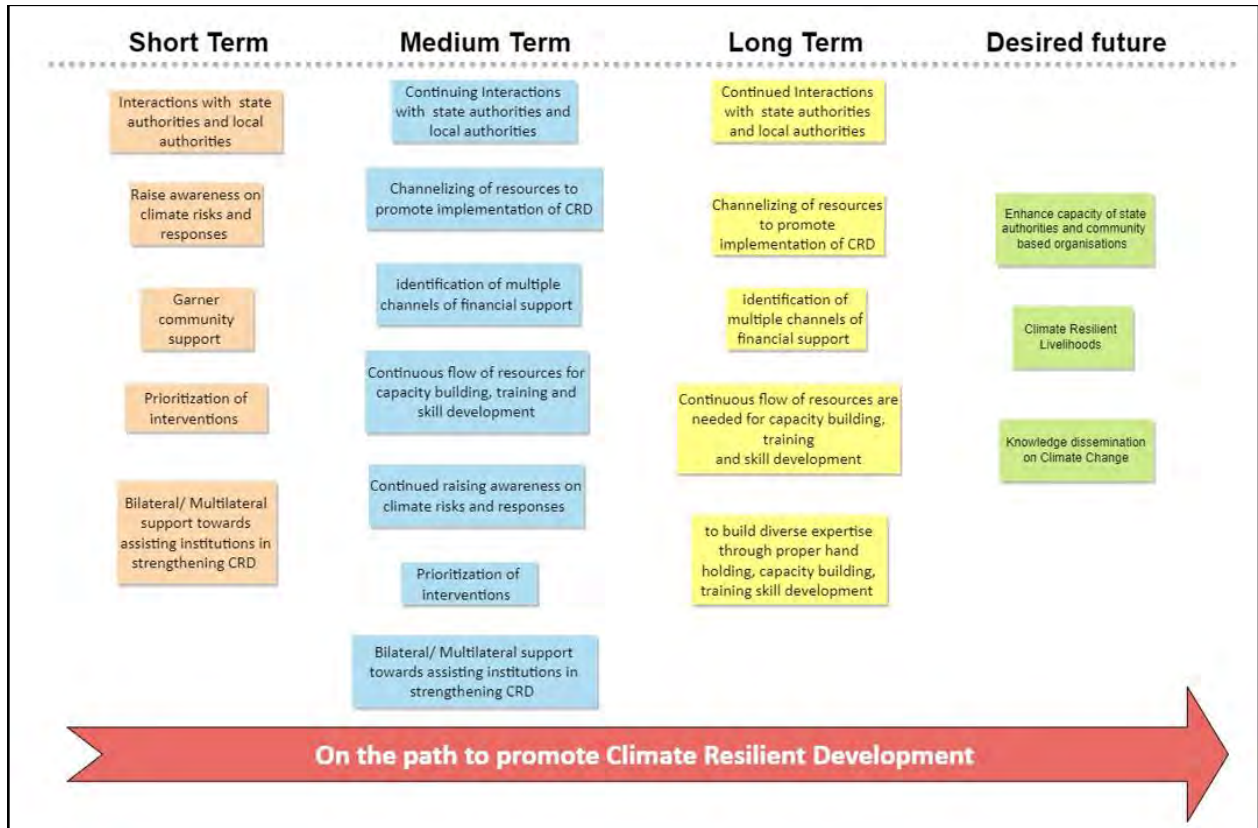 Short Term
Medium Term
Long Term
Desired future
Interactions with state
authorities and local
authorities
Raise awareness on
climate risks and
responses
Garner
community
support
Prioritization of
interventions
Bilateral/ Multilateral
support towards
assisting institutions in
strengthening CRD
Continuing Interactions
with state authorities and
local authorities
Channelizing of resources to
promote implementation of CRD
identification of multiple
channels of financial support
Continuous flow of resources for
capacity building, training and
skill development
Continued raising awareness on
climate risks and responses
Prioritization of
interventions
Bilateral/ Multilateral support
towards assisting institutions in
strengthening CRD
Continued Interactions
with state authorities
and local authorities
Channelizing of resources
to promote
implementation of CRD
identification of
multiple channels of
financial support
Continuous flow of resources are
needed for capacity building,
training
and skill development
to build diverse expertise
through proper hand
holding, capacity building,
training skill development
Enhance capacity of state
authorities and community
based organisations
Climate Resilient
Livelihoods
Knowledge dissemination
on Climate Change
On the path to promote Climate Resilient Development